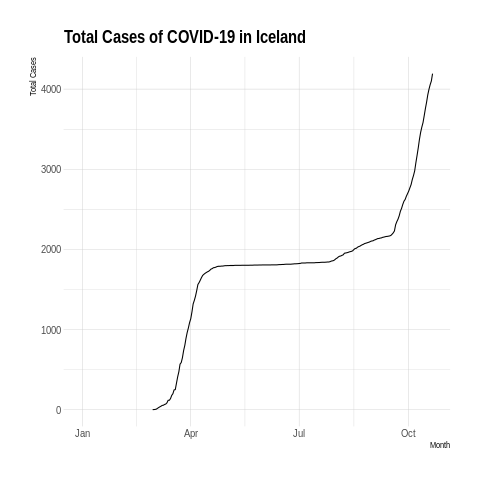 Total Cases of COVID-19 in Iceland
Total Cases
4000
3000
2000
1000
0
Jan Apr Jul Oct
Month